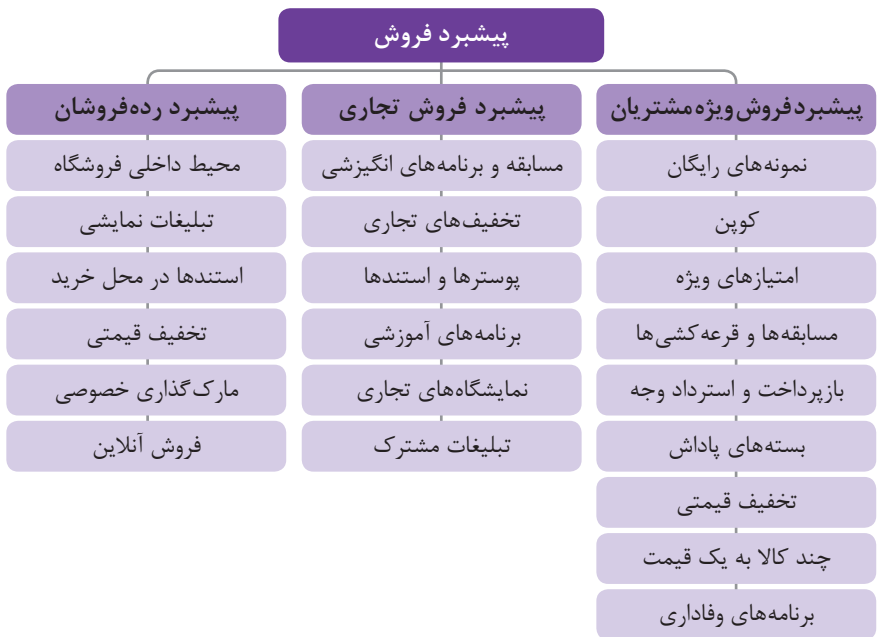 پیشبرد فروش
پیشبرد فروش ویژه مشتریان
نمونه‌های رایگان
کوپن
امتیازهای ویژه
مسابقه‌ها و قرعه‌کشی‌ها
بازپرداخت و استرداد وجه
بسته‌های پاداش
تخفیف قیمتی
چند کالا به یک قیمت
برنامه‌های وفاداری
پیشبرد فروش تجاری
مسابقه و برنامه‌های انگیزشی
تخفیف‌های تجاری
پوسترها و استندها
برنامه‌های آموزشی
نمایشگاه‌های تجاری
تبلیغات مشترک
پیشبرد رده‌فروشان
محیط داخلی فروشگاه
تبلیغات نمایشی
استندها در محل خرید
تخفیف قیمتی
مارک‌گذاری خصوصی
فروش آنلاین